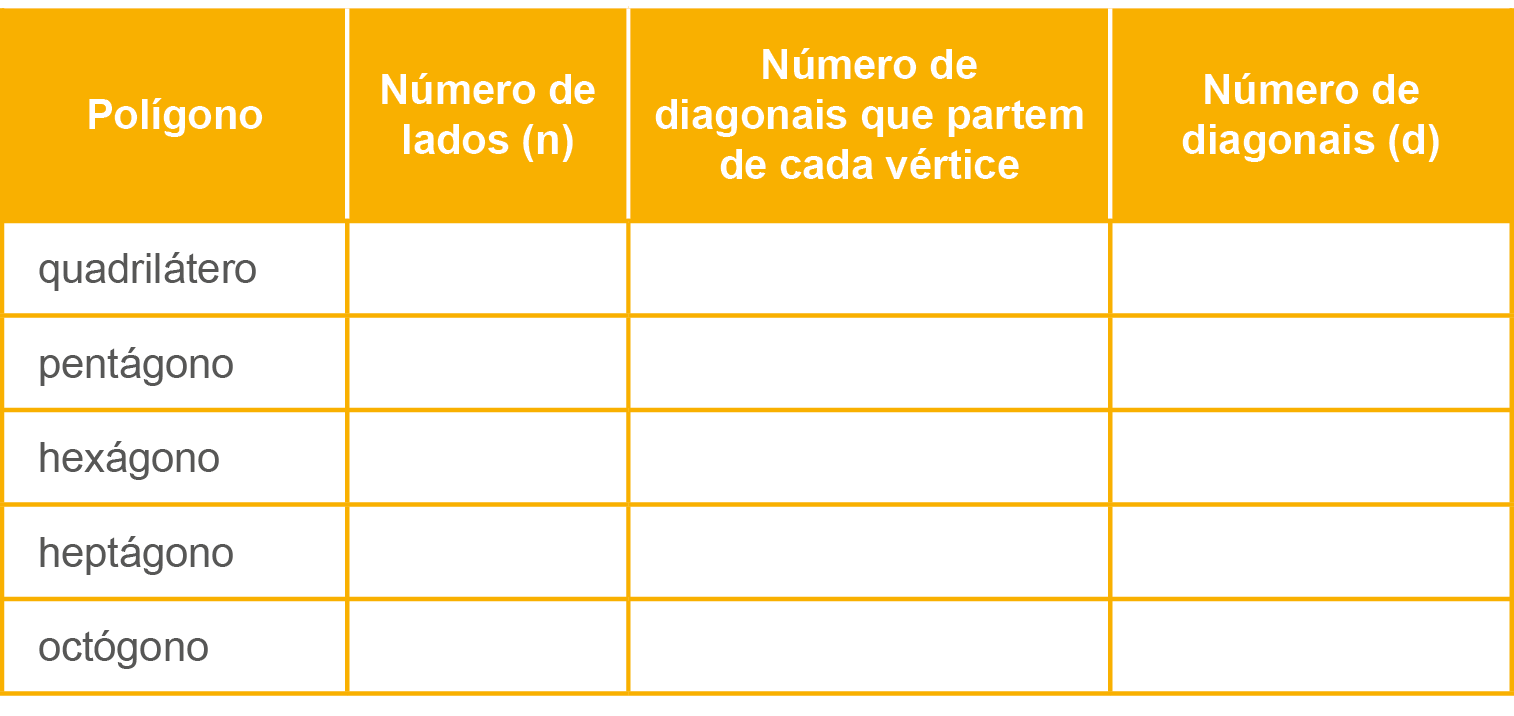 Polígono
Número de
lados (n)
Número de
diagonais que partem
de cada vértice
Número de
diagonais (d)
quadrilátero
pentágono
hexágono
heptágono
octógono